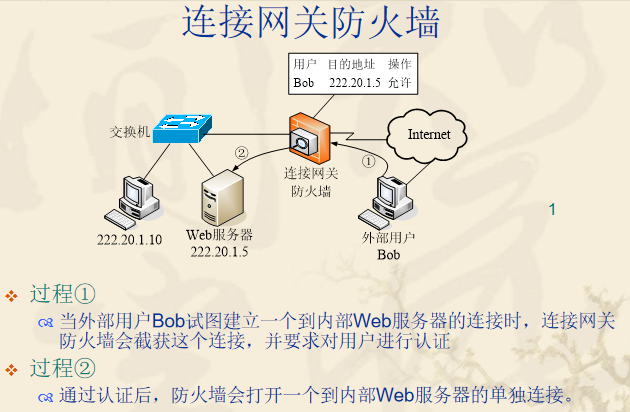 连接网关防火墙
用户 目的地址 操作
Bob 222.20.1.5 允许
交换机
Internet
②
①
连接网关
防火墙
222.20.1.10
Web服务器
222.20.1.5
外部用户
Bob
1
过程①
当外部用户Bob试图建立一个到内部Web服务器的连接时，连接网关
防火墙会截获这个连接，并要求对用户进行认证
过程②
通过认证后，防火墙会打开一个到内部Web服务器的单独连接。